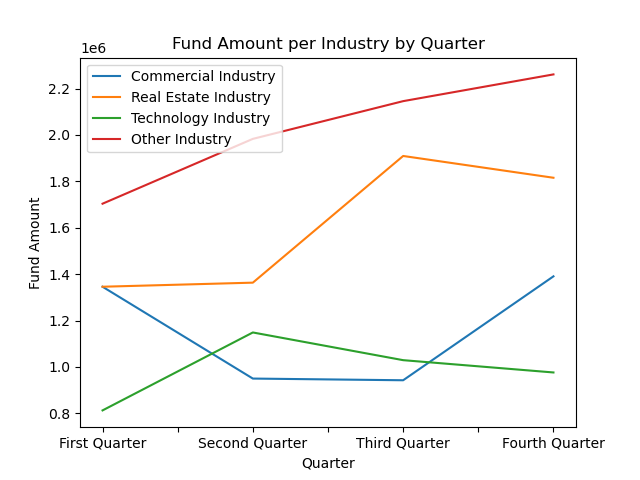 Fund Amount per Industry by Quarter
1e6
Commercial Industry
Real Estate Industry
Technology Industry
Other Industry
2.2
2.0
1.8
1.6
1.4
1.2
1.0
0.8
Fund Amount
First Quarter
Second Quarter
Third Quarter
Fourth Quarter
Quarter